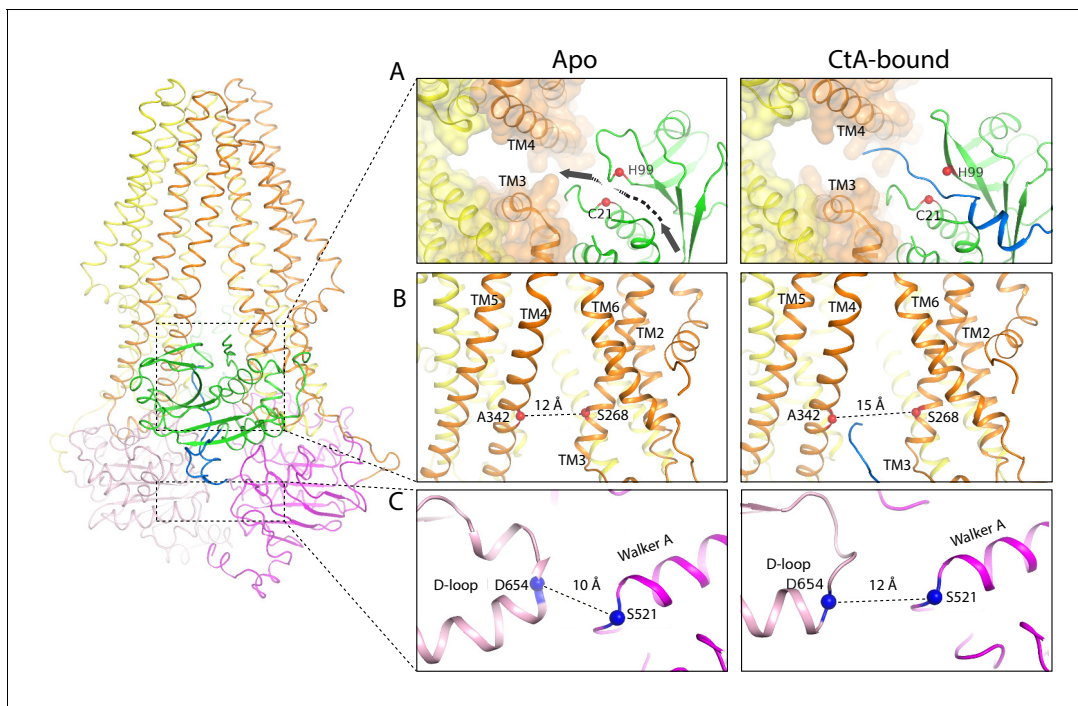 Apo
CtA-bound
A
TM4
H99
TM3
C21
TM4
H99
TM3
C21
B
TM5
TM4
TM6
TM2
A342
12 Å
S268
TM3
TM5
TM4
TM6
TM2
A342
15 Å
S268
TM3
C
Walker A
D-loop
D654
10 Å
S521
Walker A
D-loop
D654
12 Å
S521